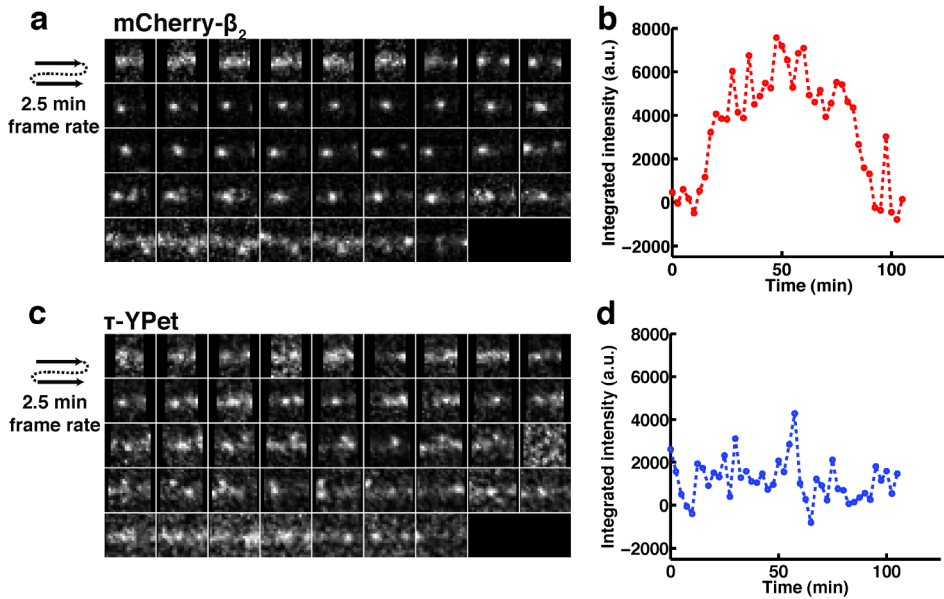 a
mCherry-β₂
2.5 min
frame rate
b
Integrated intensity (a.u.)
8000
6000
4000
2000
0
−2000
0
50
100
Time (min)
c
τ-YPet
2.5 min
frame rate
d
Integrated intensity (a.u.)
8000
6000
4000
2000
0
−2000
0
50
100
Time (min)